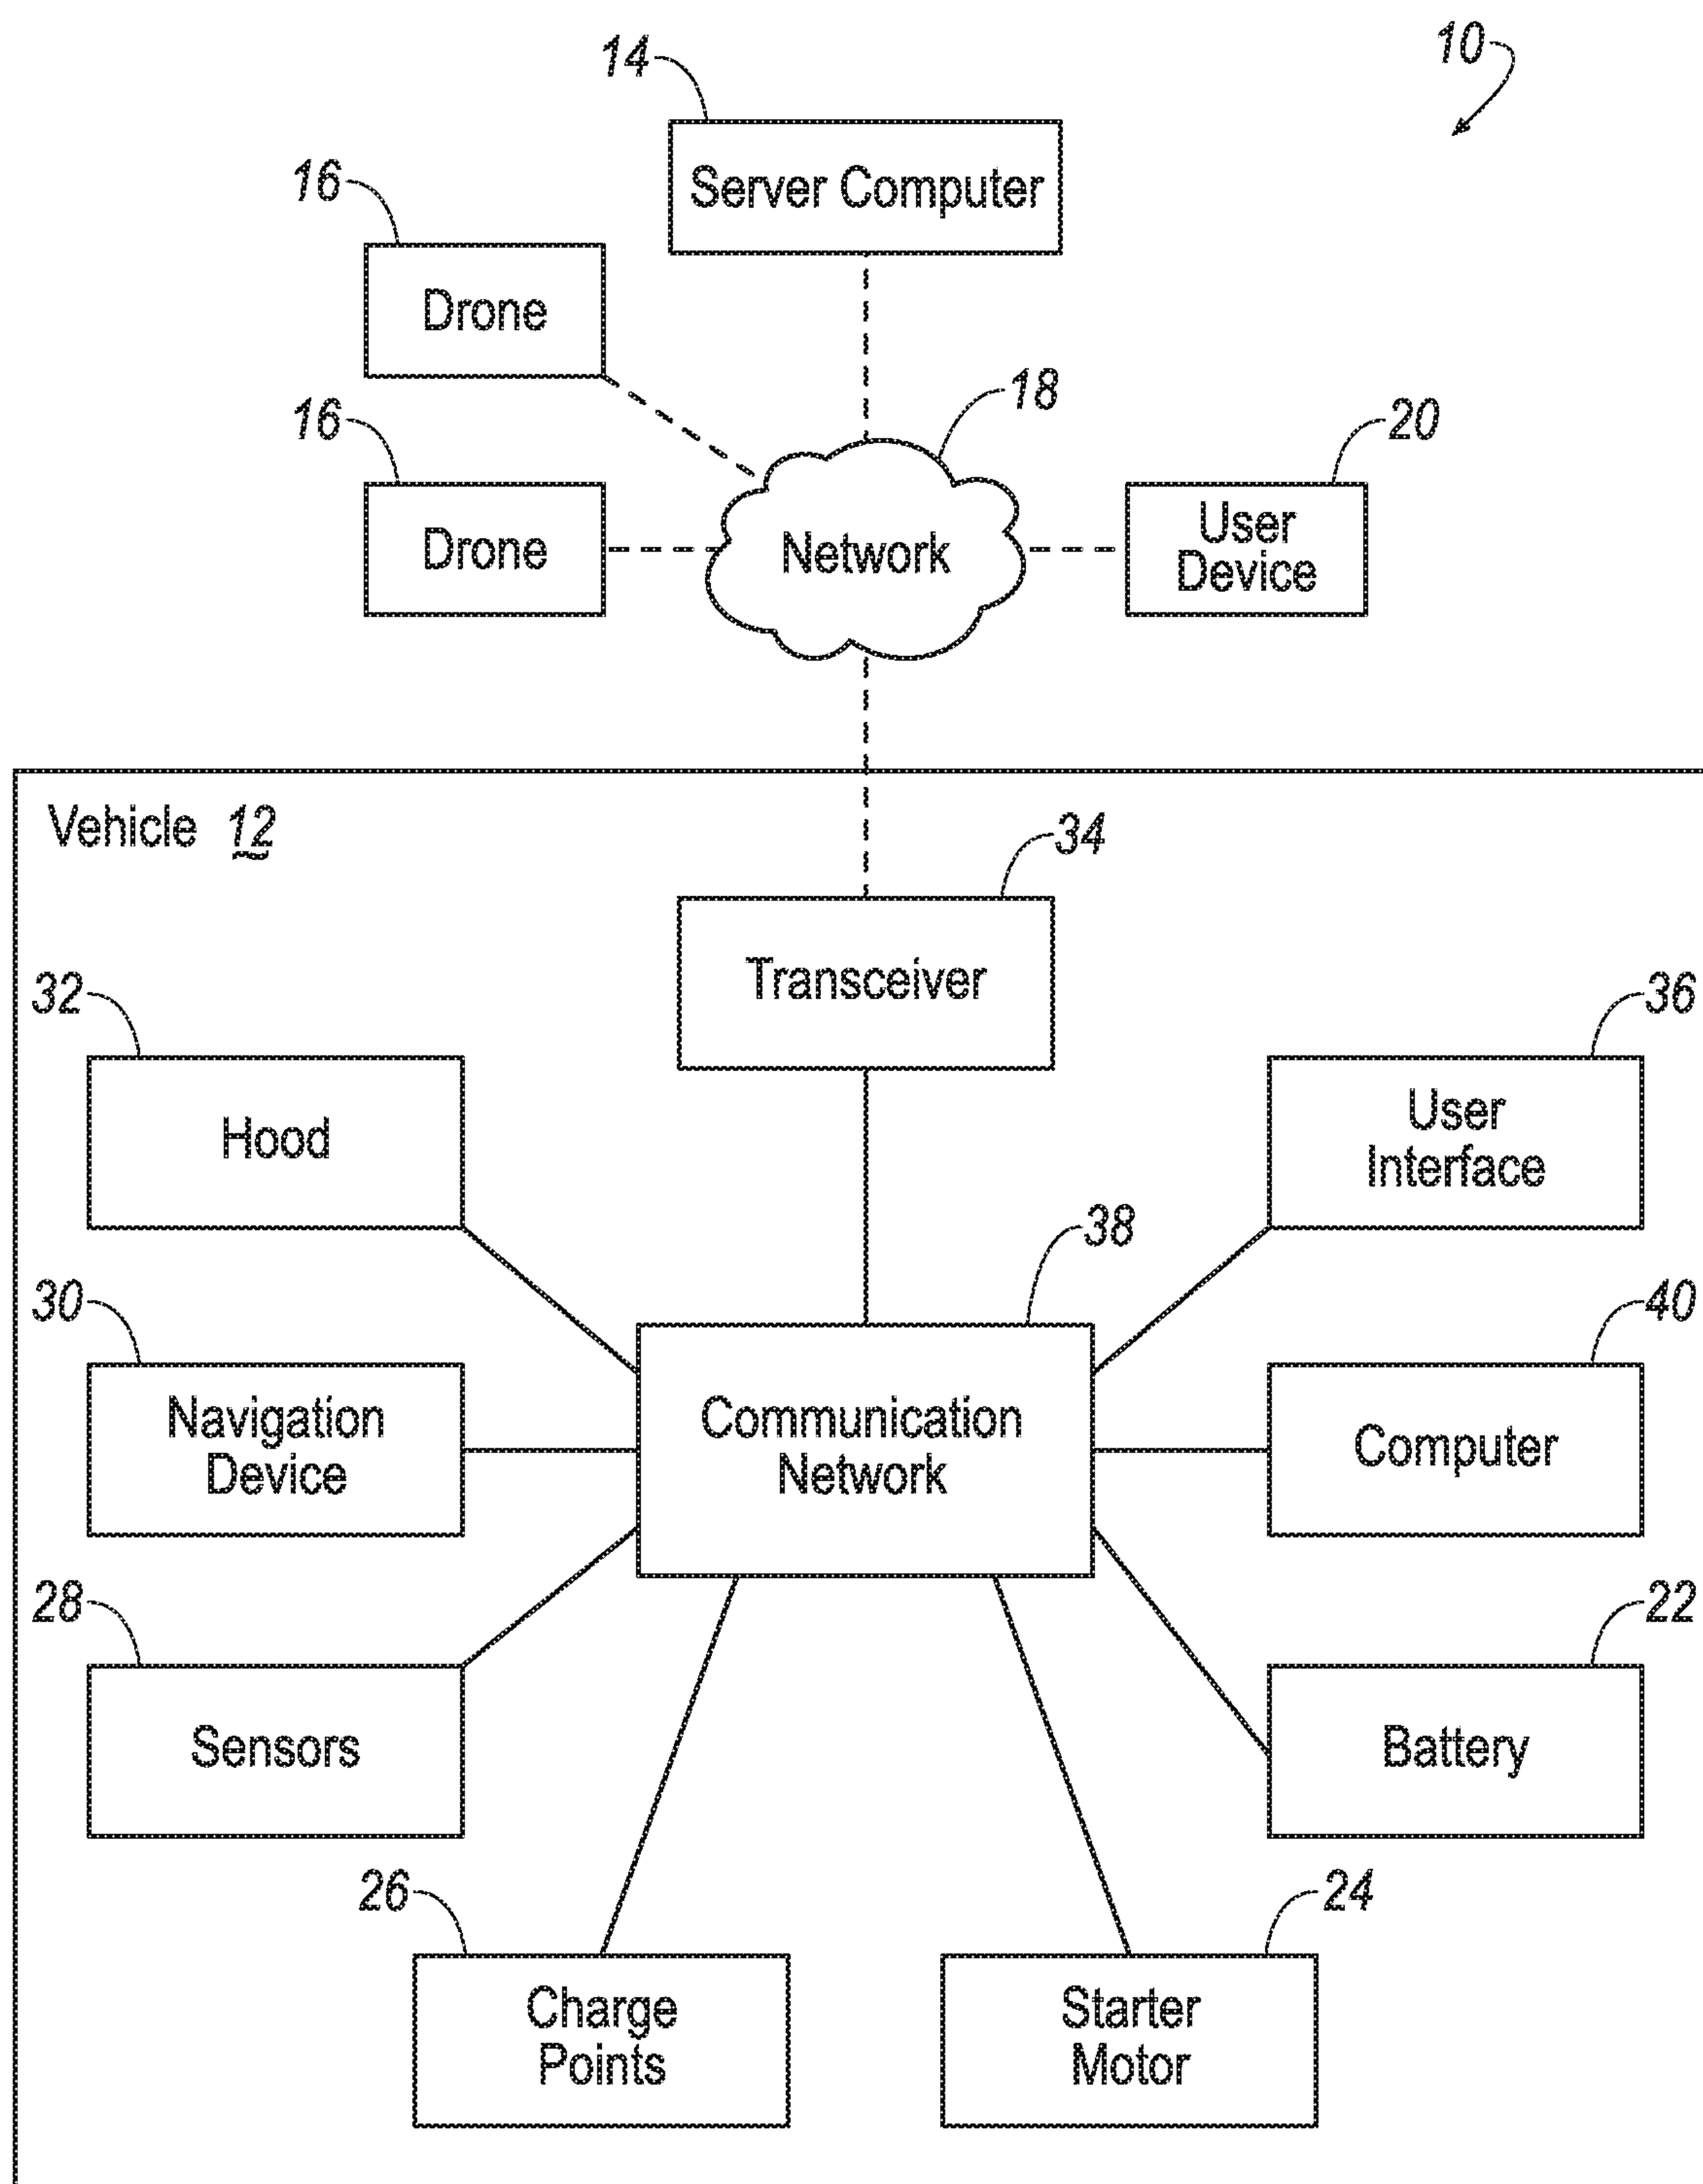 10
14
Server Computer
16
Drone
18
16
20
Drone
Network
User
Device
Vehicle 12
34
Transceiver
32
36
Hood
User
Interface
38
30
40
Navigation
Device
Communication
Network
Computer
28
22
Sensors
Battery
26
24
Charge
Points
Starter
Motor